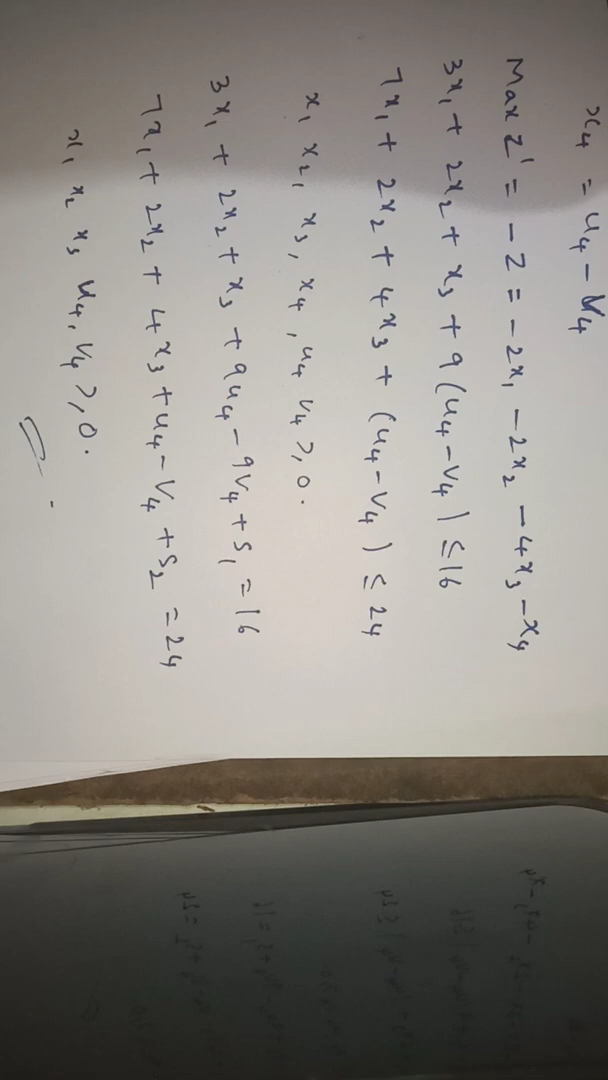 x₄ = u₄ - v₄
Max Z' = -Z = -2x₁ - 2x₂ - 4x₃ - x₄
3x₁ + 2x₂ + x₃ + 9(u₄-v₄) ≤ 16
7x₁ + 2x₂ + 4x₃ + (u₄-v₄) ≤ 24
x₁ x₂, x₃, x₄, u₄ v₄ ≥, 0.
3x₁ + 2x₂ + x₃ + 9u₄ - 9v₄ + S₁ = 16
7x₁ + 2x₂ + 4x₃ + u₄ - v₄ + S₂ = 24
x₁ x₂ x₃ u₄, v₄ ≥, 0.